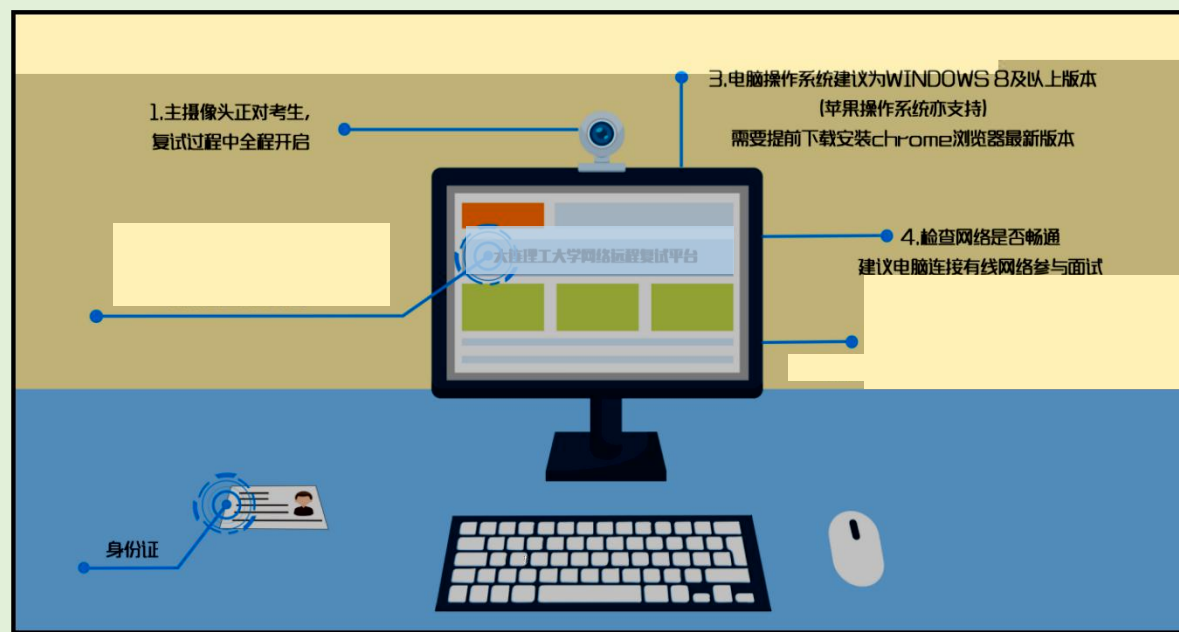 1.主摄像头正对考生，
复试过程中全程开启
3.电脑操作系统建议为WINDOWS 8及以上版本
(苹果操作系统亦支持)
需要提前下载安装chrome浏览器最新版本
大连理工大学网络远程复试平台
4.检查网络是否畅通
建议电脑连接有线网络参与面试
身份证